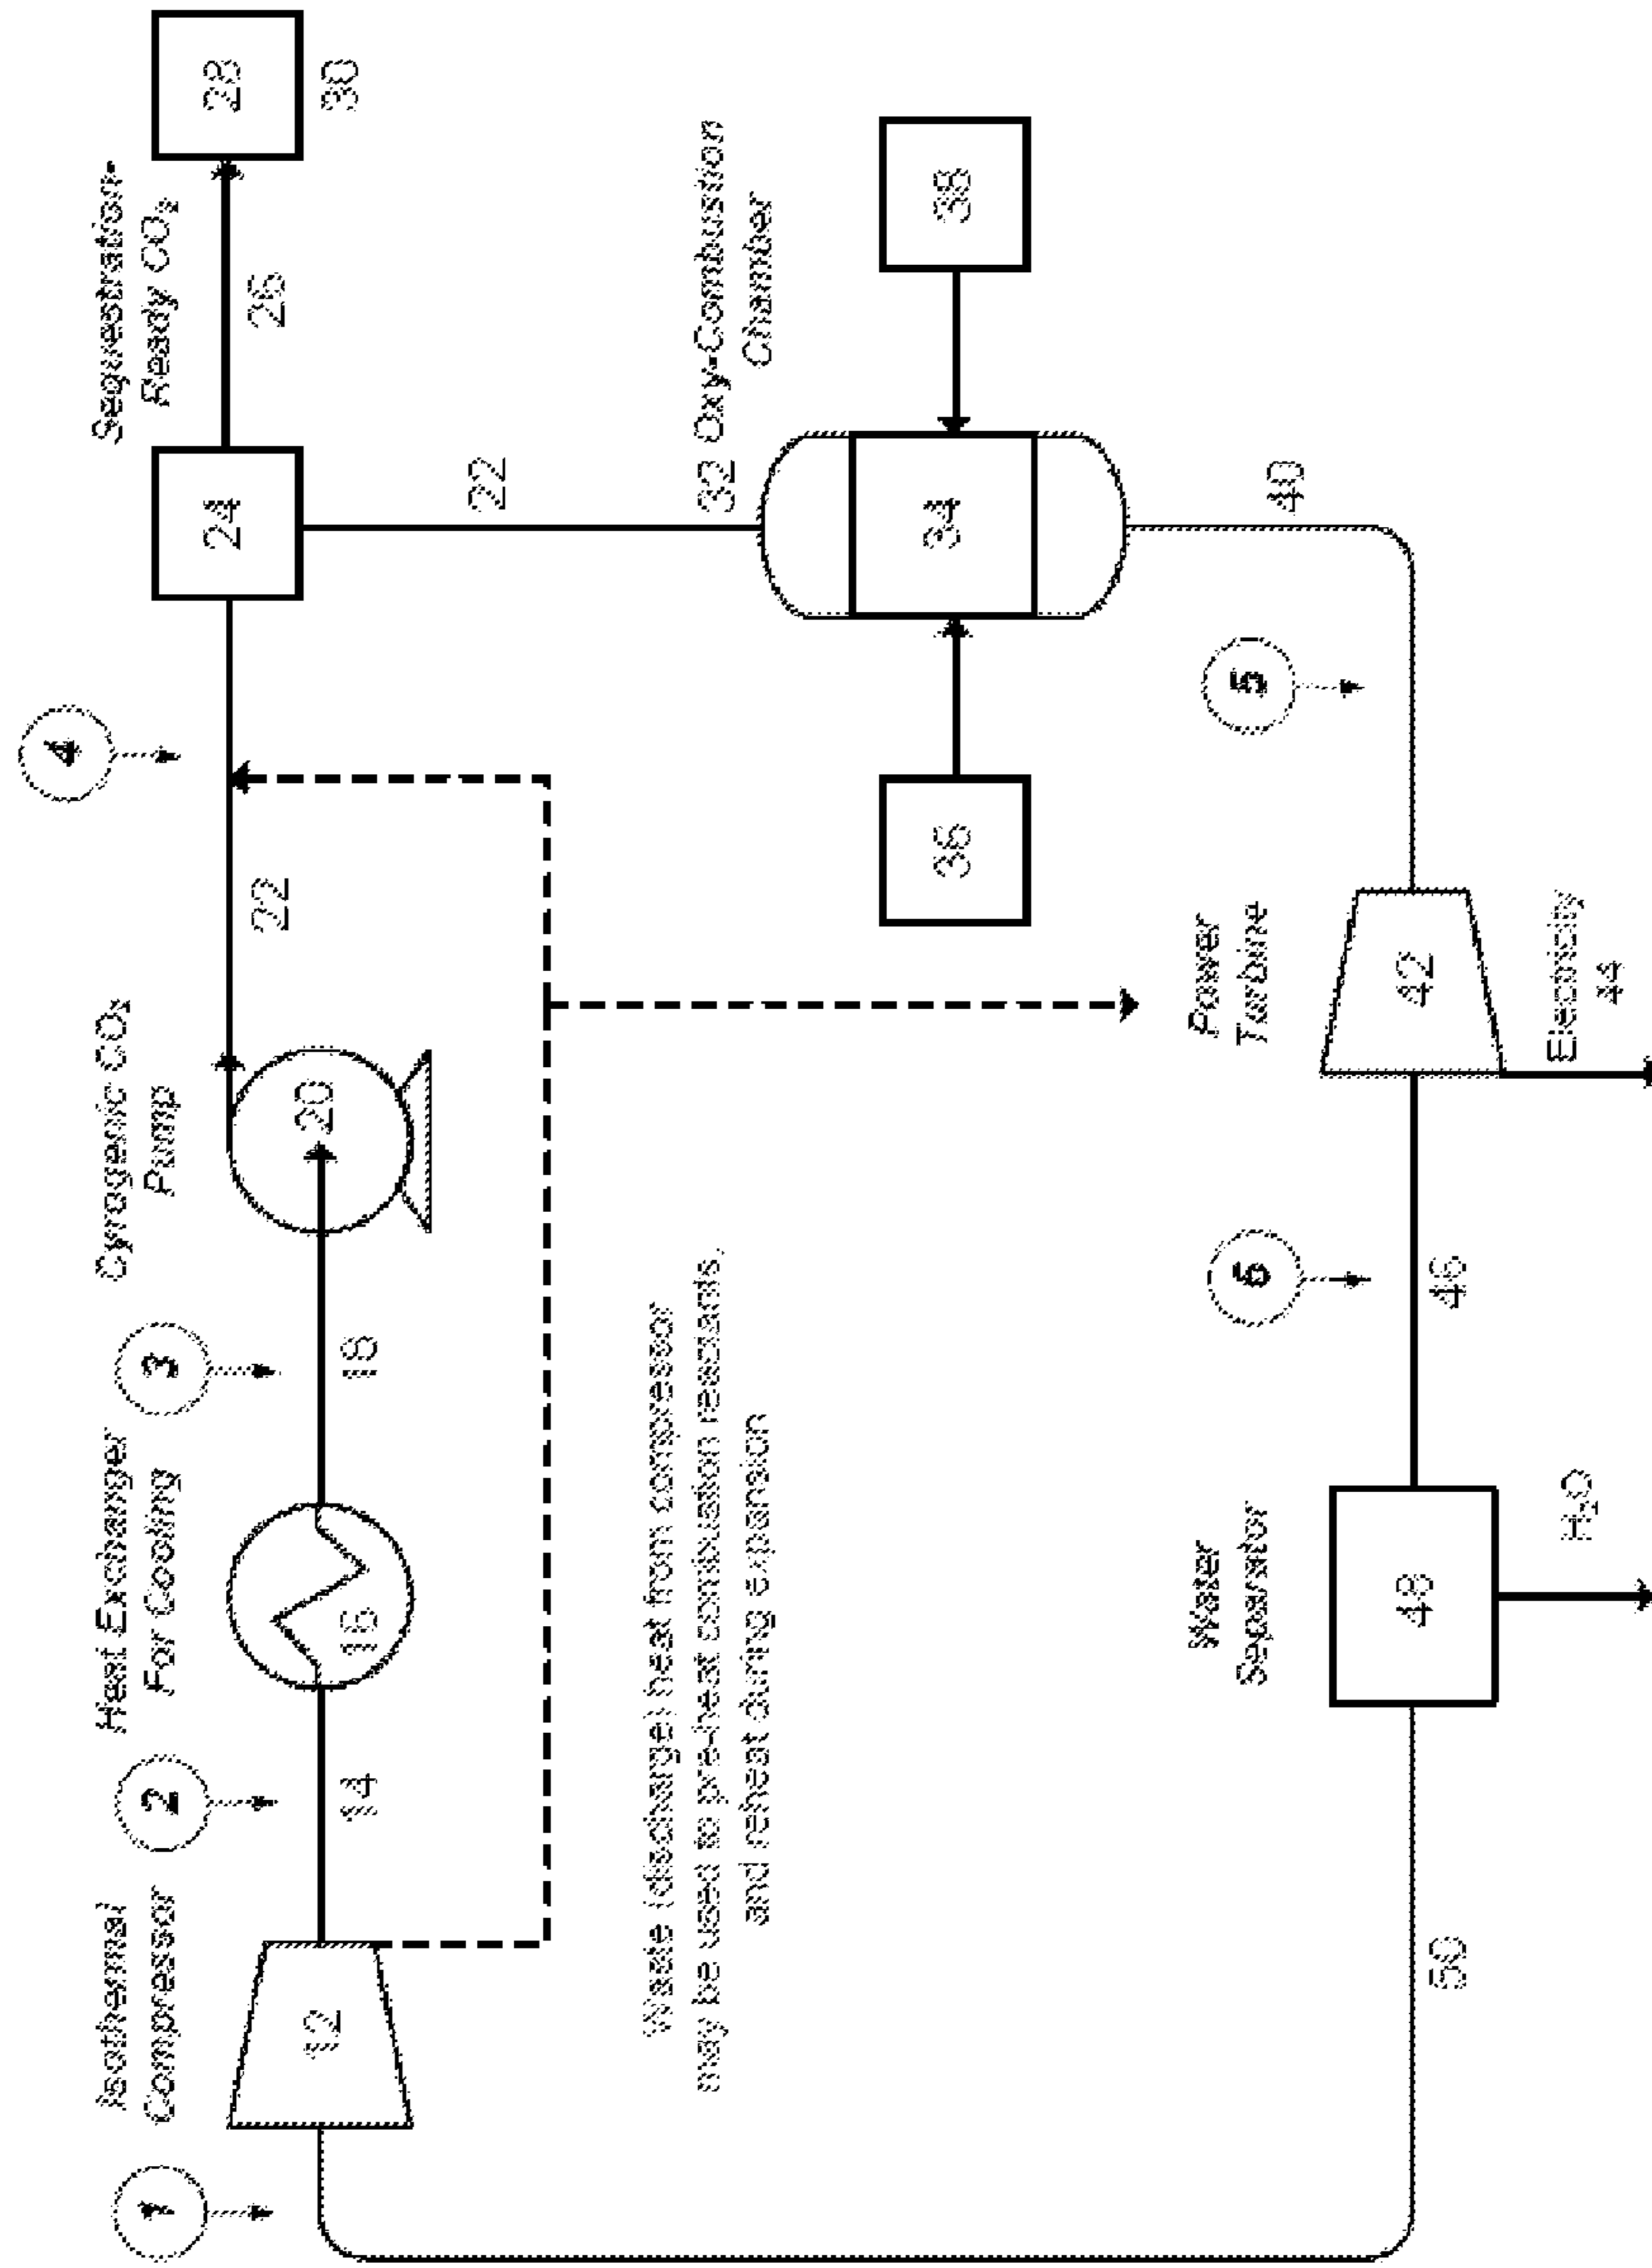 4
1
Isothermal
Compressor
2
Heat Exchanger
For Cooling
3
Cyrogenic CO₂
Pump
Sequestration-
Ready CO₂
12
14
16
18
20
22
24
26
28
30
22
Waste (discharge) heat from compressor
may be used to pre-heat combustion reactants,
and reheat during expansion
32 Oxy-Combustion
Chamber
36
34
38
Water
Separator
6
Power
Turbine
5
40
48
46
42
50
H₂O
Electricity
44